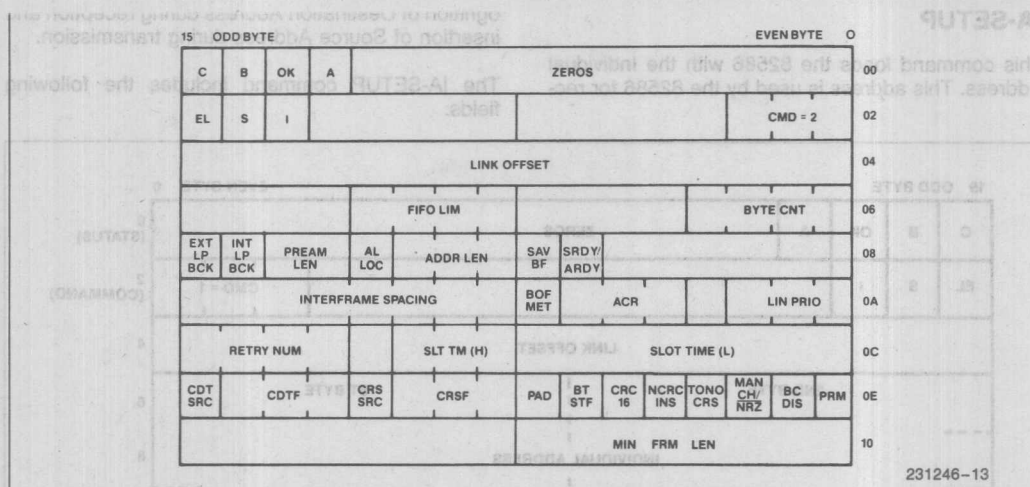 15 ODD BYTE EVEN BYTE O
C B OK A ZEROS 00
EL S I CMD = 2 02
LINK OFFSET 04
FIFO LIM BYTE CNT 06
EXT LP BCK INT LP BCK PREAM LEN AL LOC ADDR LEN SAV BF SRDY/ ARDY 08
INTERFRAME SPACING BOF MET ACR LIN PRIO 0A
RETRY NUM SLT TM (H) SLOT TIME (L) 0C
CDT SRC CDTF CRS SRC CRSF PAD BT STF CRC 16 NCRC INS TONO CRS MAN CH/ NRZ BC DIS PRM 0E
MIN FRM LEN 10
231246–13